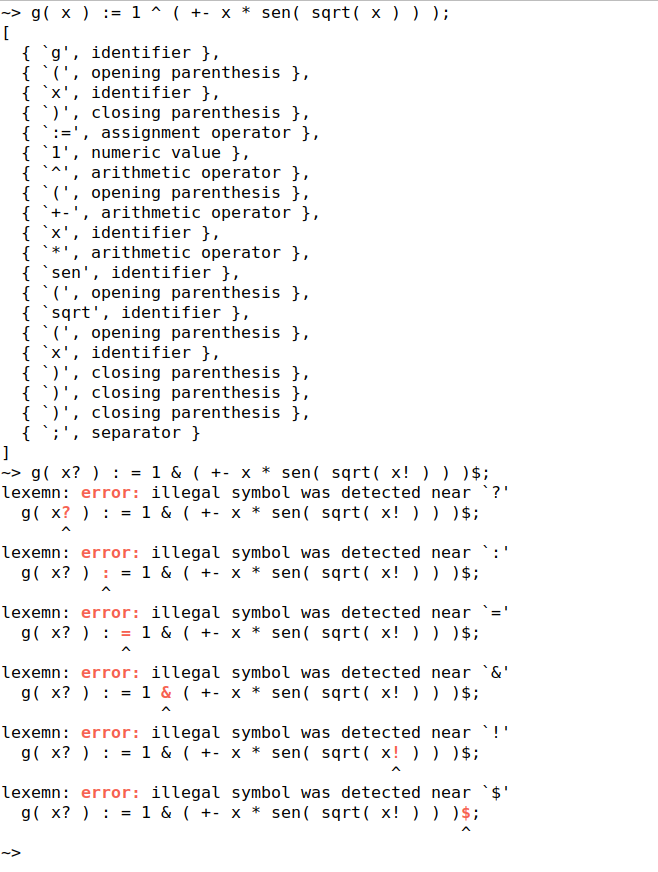 ~> g( x ) := 1 ^ ( +- x * sen( sqrt( x ) ) );
[
  { `g', identifier },
  { `(', opening parenthesis },
  { `x', identifier },
  { `)', closing parenthesis },
  { `:=', assignment operator },
  { `1', numeric value },
  { `^', arithmetic operator },
  { `(', opening parenthesis },
  { `+-', arithmetic operator },
  { `x', identifier },
  { `*', arithmetic operator },
  { `sen', identifier },
  { `(', opening parenthesis },
  { `sqrt', identifier },
  { `(', opening parenthesis },
  { `x', identifier },
  { `)', closing parenthesis },
  { `)', closing parenthesis },
  { `)', closing parenthesis },
  { `;', separator }
]
~> g( x? ) : = 1 & ( +- x * sen( sqrt( x! ) ) )$;
lexemn: error: illegal symbol was detected near `?'
  g( x? ) : = 1 & ( +- x * sen( sqrt( x! ) ) )$;
      ^
lexemn: error: illegal symbol was detected near `:'
  g( x? ) : = 1 & ( +- x * sen( sqrt( x! ) ) )$;
          ^
lexemn: error: illegal symbol was detected near `='
  g( x? ) : = 1 & ( +- x * sen( sqrt( x! ) ) )$;
            ^
lexemn: error: illegal symbol was detected near `&'
  g( x? ) : = 1 & ( +- x * sen( sqrt( x! ) ) )$;
                ^
lexemn: error: illegal symbol was detected near `!'
  g( x? ) : = 1 & ( +- x * sen( sqrt( x! ) ) )$;
                                       ^
lexemn: error: illegal symbol was detected near `$'
  g( x? ) : = 1 & ( +- x * sen( sqrt( x! ) ) )$;
                                              ^
~>